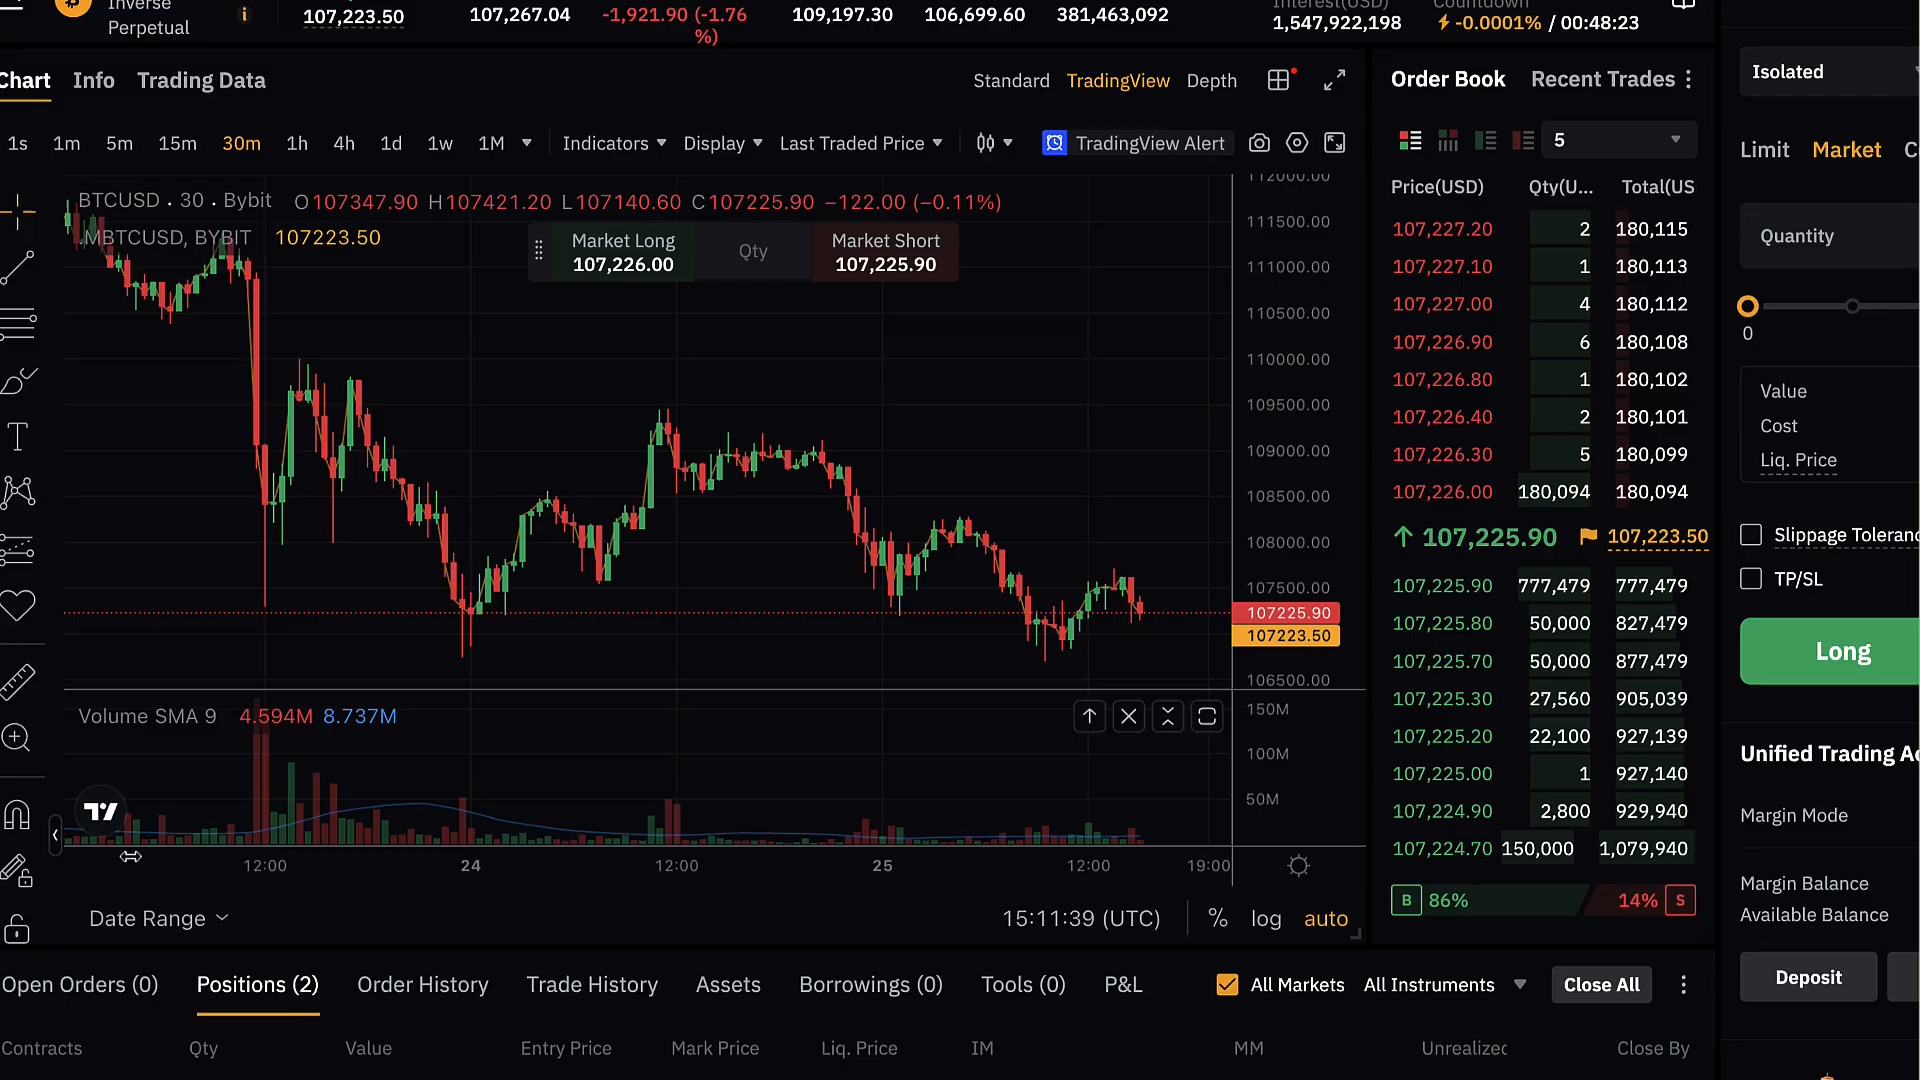 Inverse
Perpetual
107,223.50
107,267.04
-1,921.90 (-1.76
%)
109,197.30
106,699.60
381,463,092
Interest(USD)
1,547,922,198
Countdown
-0.0001% / 00:48:23
Chart
Info
Trading Data
Standard
TradingView
Depth
1s
1m
5m
15m
30m
1h
4h
1d
1w
1M
Indicators
Display
Last Traded Price
TradingView Alert
BTCUSD . 30 . Bybit
O107347.90 H107421.20 L107140.60 C107225.90 −122.00 (−0.11%)
.MBTCUSD, BYBIT
107223.50
Market Long
107,226.00
Qty
Market Short
107,225.90
112000.00
111500.00
111000.00
110500.00
110000.00
109500.00
109000.00
108500.00
108000.00
107500.00
107225.90
107223.50
106500.00
Volume SMA 9 4.594M 8.737M
150M
100M
50M
12:00
24
12:00
25
12:00
19:00
Date Range
15:11:39 (UTC)
%
log
auto
Order Book
Recent Trades
5
Price(USD)
Qty(U...
Total(US
107,227.20 2 180,115
107,227.10 1 180,113
107,227.00 4 180,112
107,226.90 6 180,108
107,226.80 1 180,102
107,226.40 2 180,101
107,226.30 5 180,099
107,226.00 180,094 180,094
107,225.90 107,223.50
107,225.90 777,479 777,479
107,225.80 50,000 827,479
107,225.70 50,000 877,479
107,225.30 27,560 905,039
107,225.20 22,100 927,139
107,225.00 1 927,140
107,224.90 2,800 929,940
107,224.70 150,000 1,079,940
B 86%
14% S
Isolated
Limit
Market
C
Quantity
0
Value
Cost
Liq. Price
Slippage Toleranc
TP/SL
Long
Unified Trading Ac
Margin Mode
Margin Balance
Available Balance
Deposit
Open Orders (0)
Positions (2)
Order History
Trade History
Assets
Borrowings (0)
Tools (0)
P&L
All Markets
All Instruments
Close All
Contracts
Qty
Value
Entry Price
Mark Price
Liq. Price
IM
MM
Unrealized
Close By